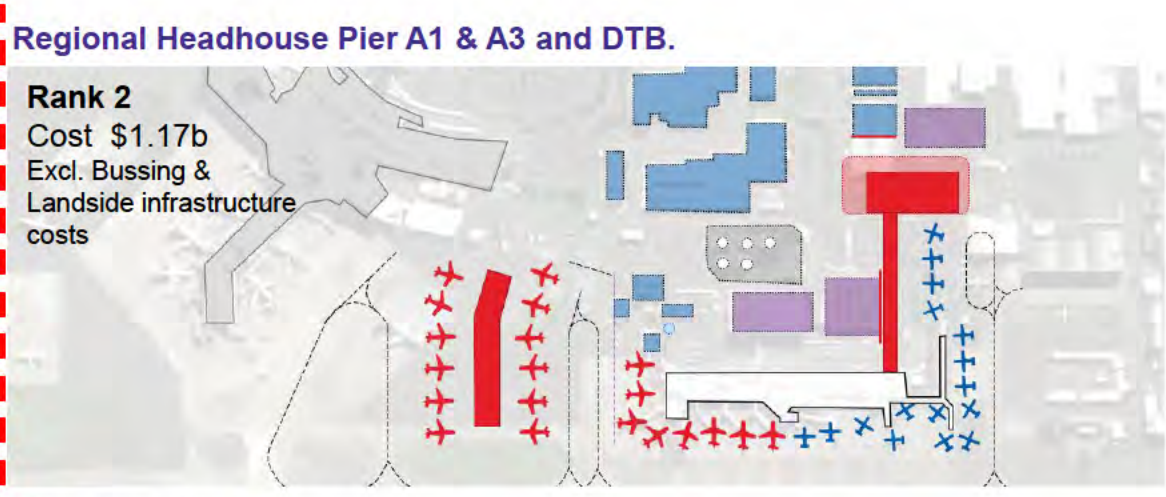 Regional Headhouse Pier A1 & A3 and DTB.
Rank 2
Cost $1.17b
Excl. Bussing &
Landside infrastructure
costs